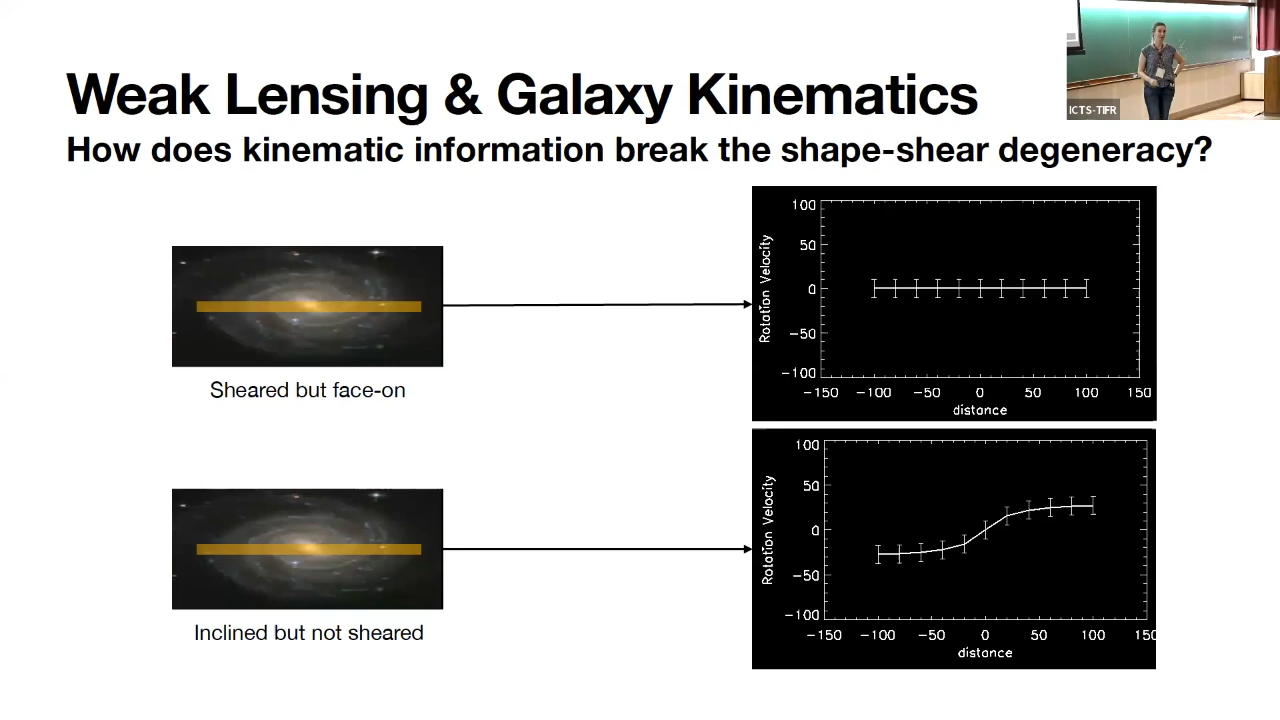 Weak Lensing & Galaxy Kinematics
How does kinematic information break the shape-shear degeneracy?
ICTS-TIFR
Sheared but face-on
100
50
0
-50
-100
Rotation Velocity
-150 -100 -50 0 50 100 150
distance
Inclined but not sheared
100
50
0
-50
-100
Rotation Velocity
-150 -100 -50 0 50 100 150
distance